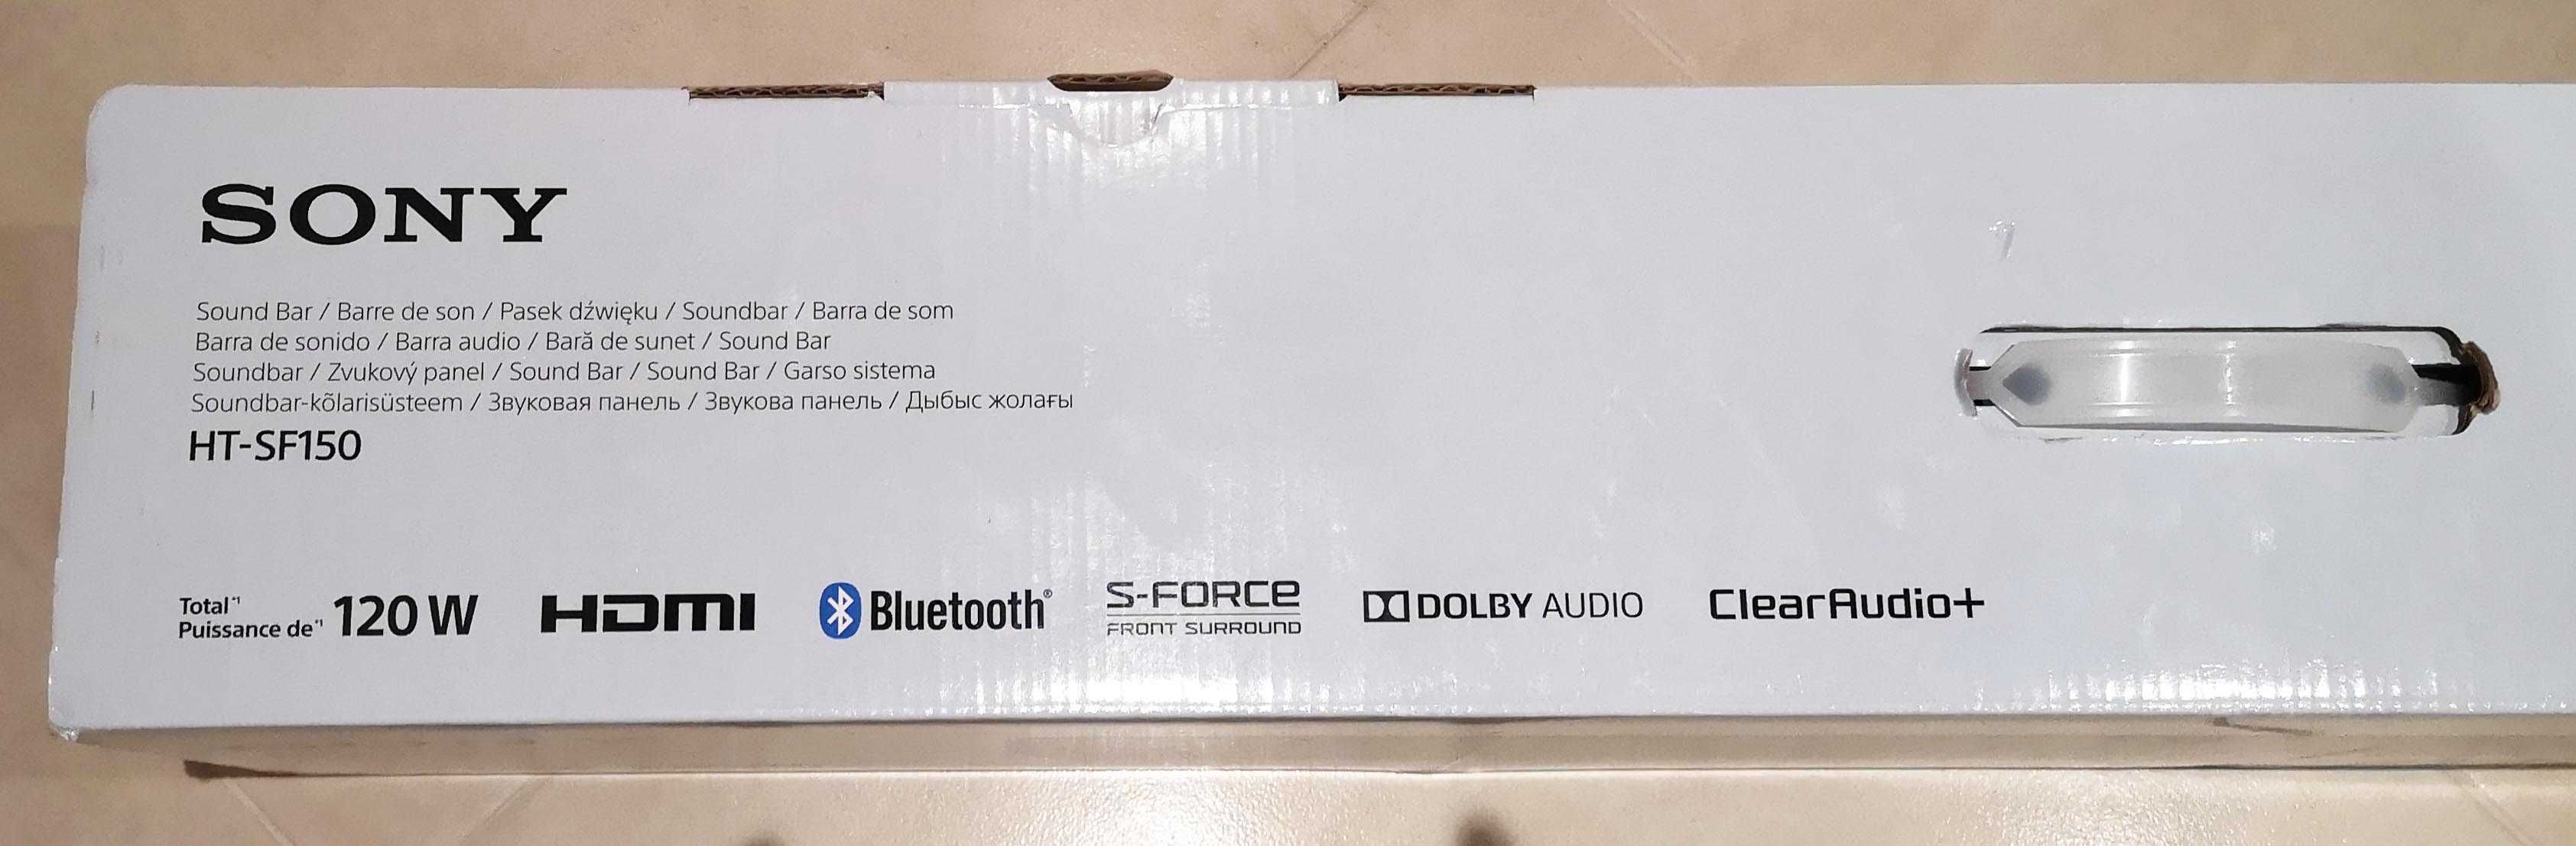 SONY
Sound Bar / Barre de son / Pasek dźwięku / Soundbar / Barra de som
Barra de sonido / Barra audio / Bară de sunet / Sound Bar
Soundbar / Zvukový panel / Sound Bar / Sound Bar / Garso sistema
Soundbar-kõlarisüsteem / Звуковая панель / Звукова панель / Дыбыс жолағы
HT-SF150
Total*1
Puissance de*1 120 W
HDMI
Bluetooth®
S-FORCE
FRONT SURROUND
DOLBY AUDIO
ClearAudio+